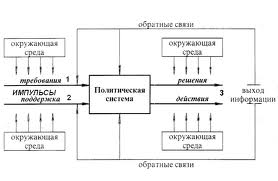 обратные связи
окружающая
среда
окружающая
среда
требования 1
ИМПУЛЬСЫ
поддержка 2
Политическая
система
решения
3
действия
выход
информации
окружающая
среда
окружающая
среда
обратные связи